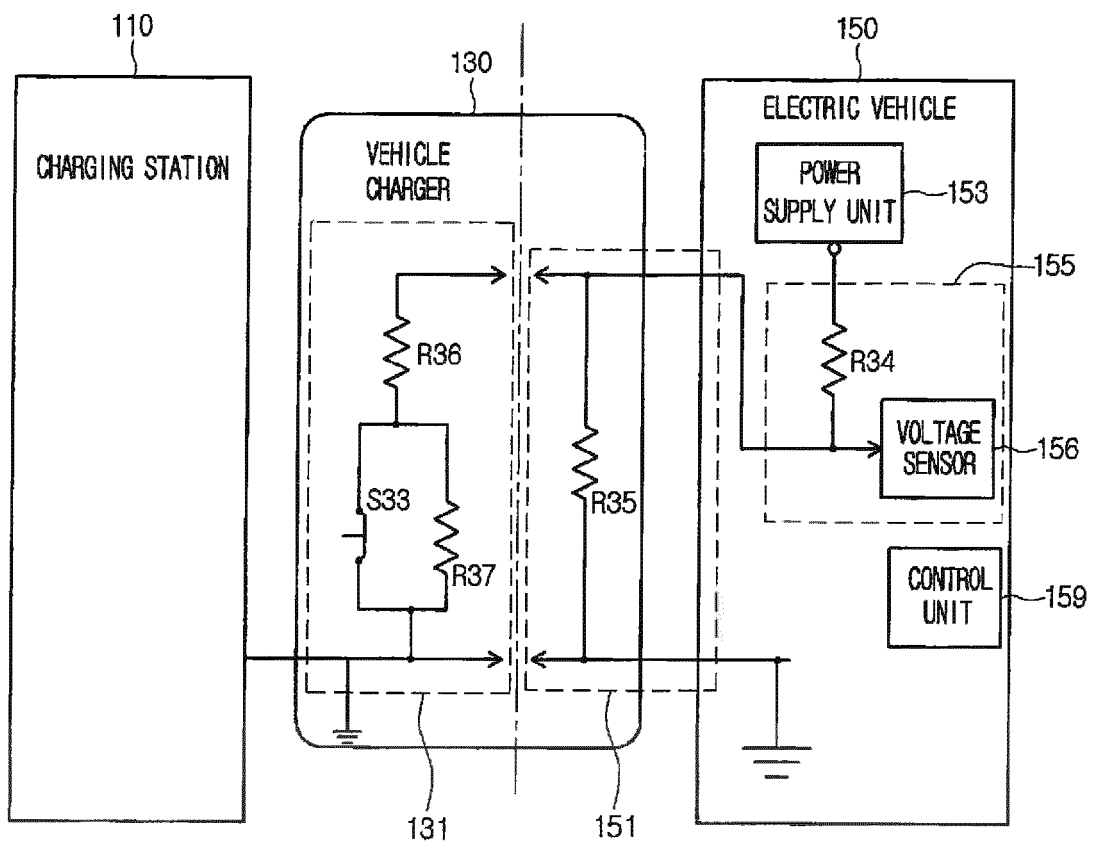 110
130
150
CHARGING STATION
VEHICLE
CHARGER
ELECTRIC VEHICLE
POWER
SUPPLY UNIT
153
155
R36
R34
VOLTAGE
SENSOR
156
S33
R37
R35
CONTROL
UNIT
159
131
151